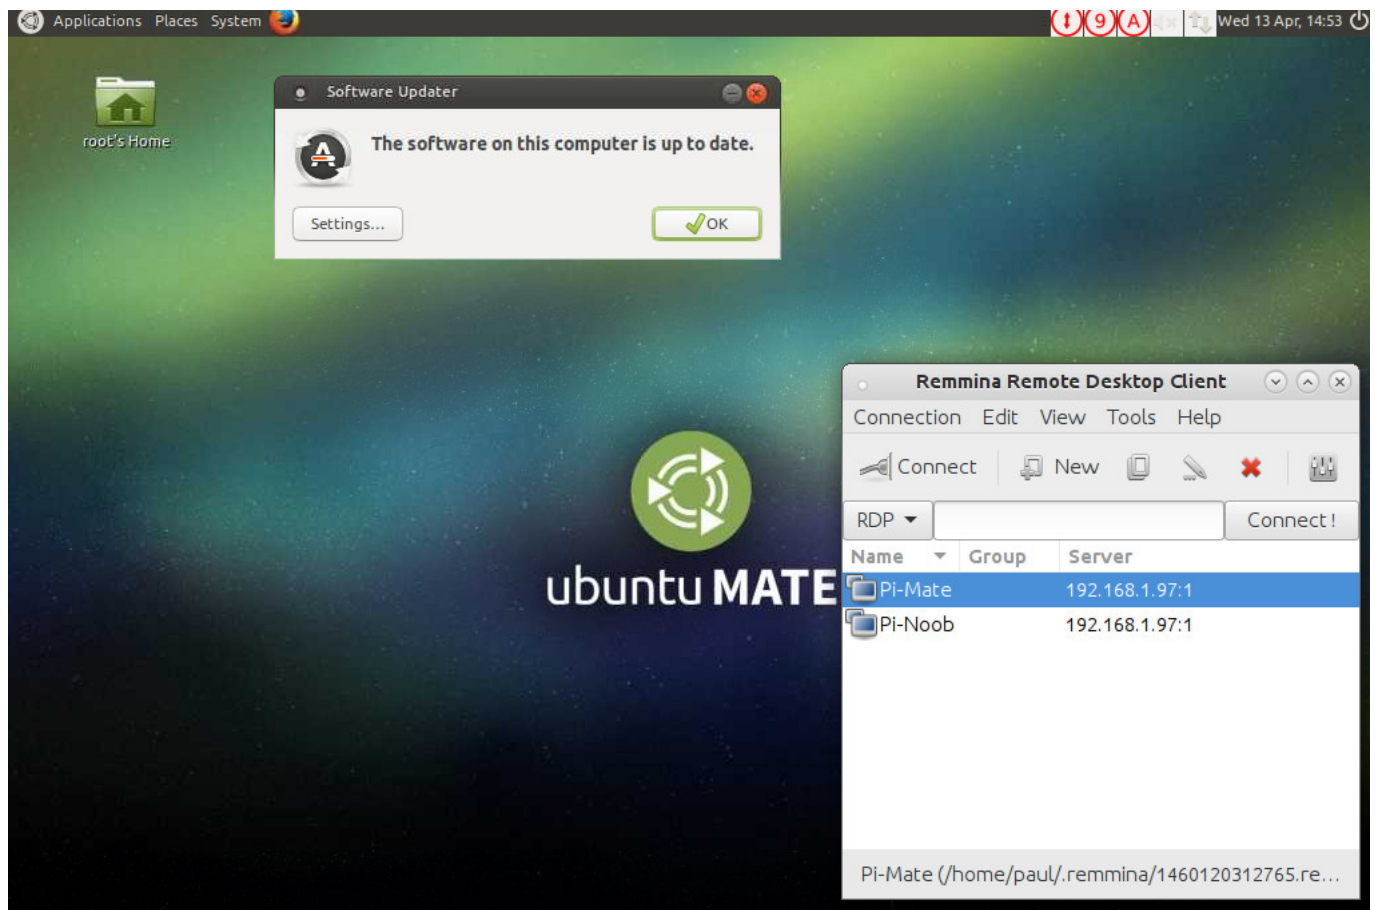 Applications Places System
9 A Wed 13 Apr, 14:53
root's Home
Software Updater
The software on this computer is up to date.
Settings...
OK
ubuntu MATE
Remmina Remote Desktop Client
Connection Edit View Tools Help
Connect New
RDP Connect !
Name Group Server
Pi-Mate 192.168.1.97:1
Pi-Noob 192.168.1.97:1
Pi-Mate (/home/paul/.remmina/1460120312765.re...